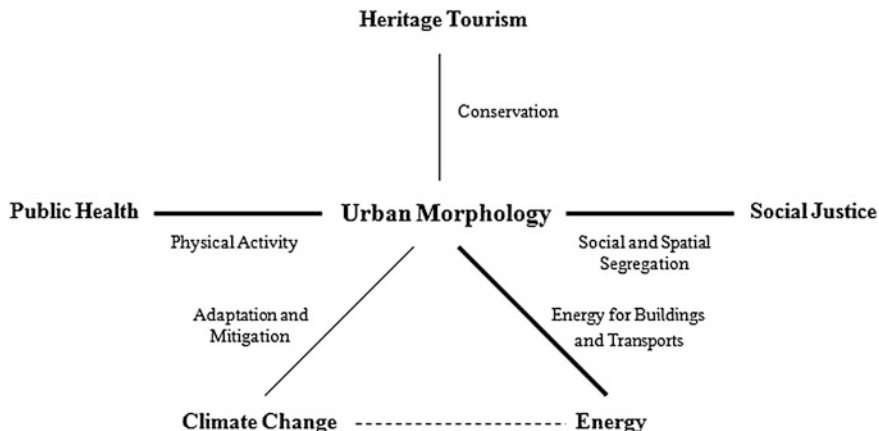 Heritage Tourism
Conservation
Public Health
Urban Morphology
Social Justice
Physical Activity
Social and Spatial
Segregation
Adaptation and
Mitigation
Energy for Buildings
and Transports
Climate Change
Energy